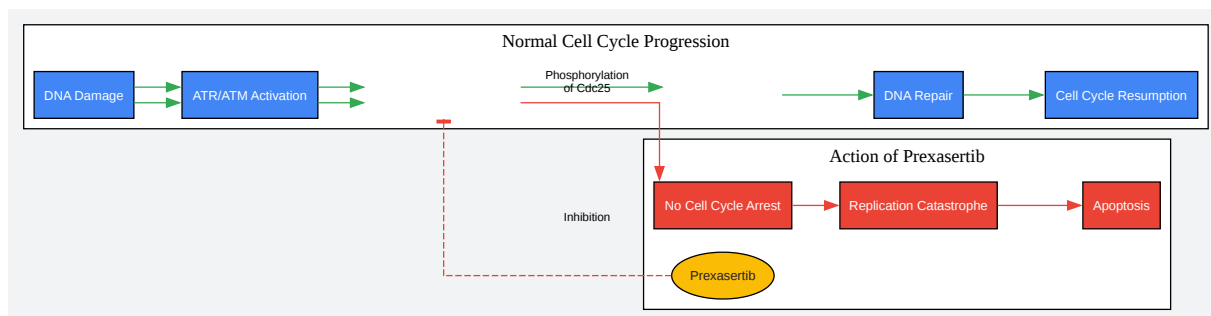 Normal Cell Cycle Progression
DNA Damage
ATR/ATM Activation
Phosphorylation
of Cdc25
DNA Repair
Cell Cycle Resumption
Action of Prexasertib
No Cell Cycle Arrest
Replication Catastrophe
Apoptosis
Inhibition
Prexasertib